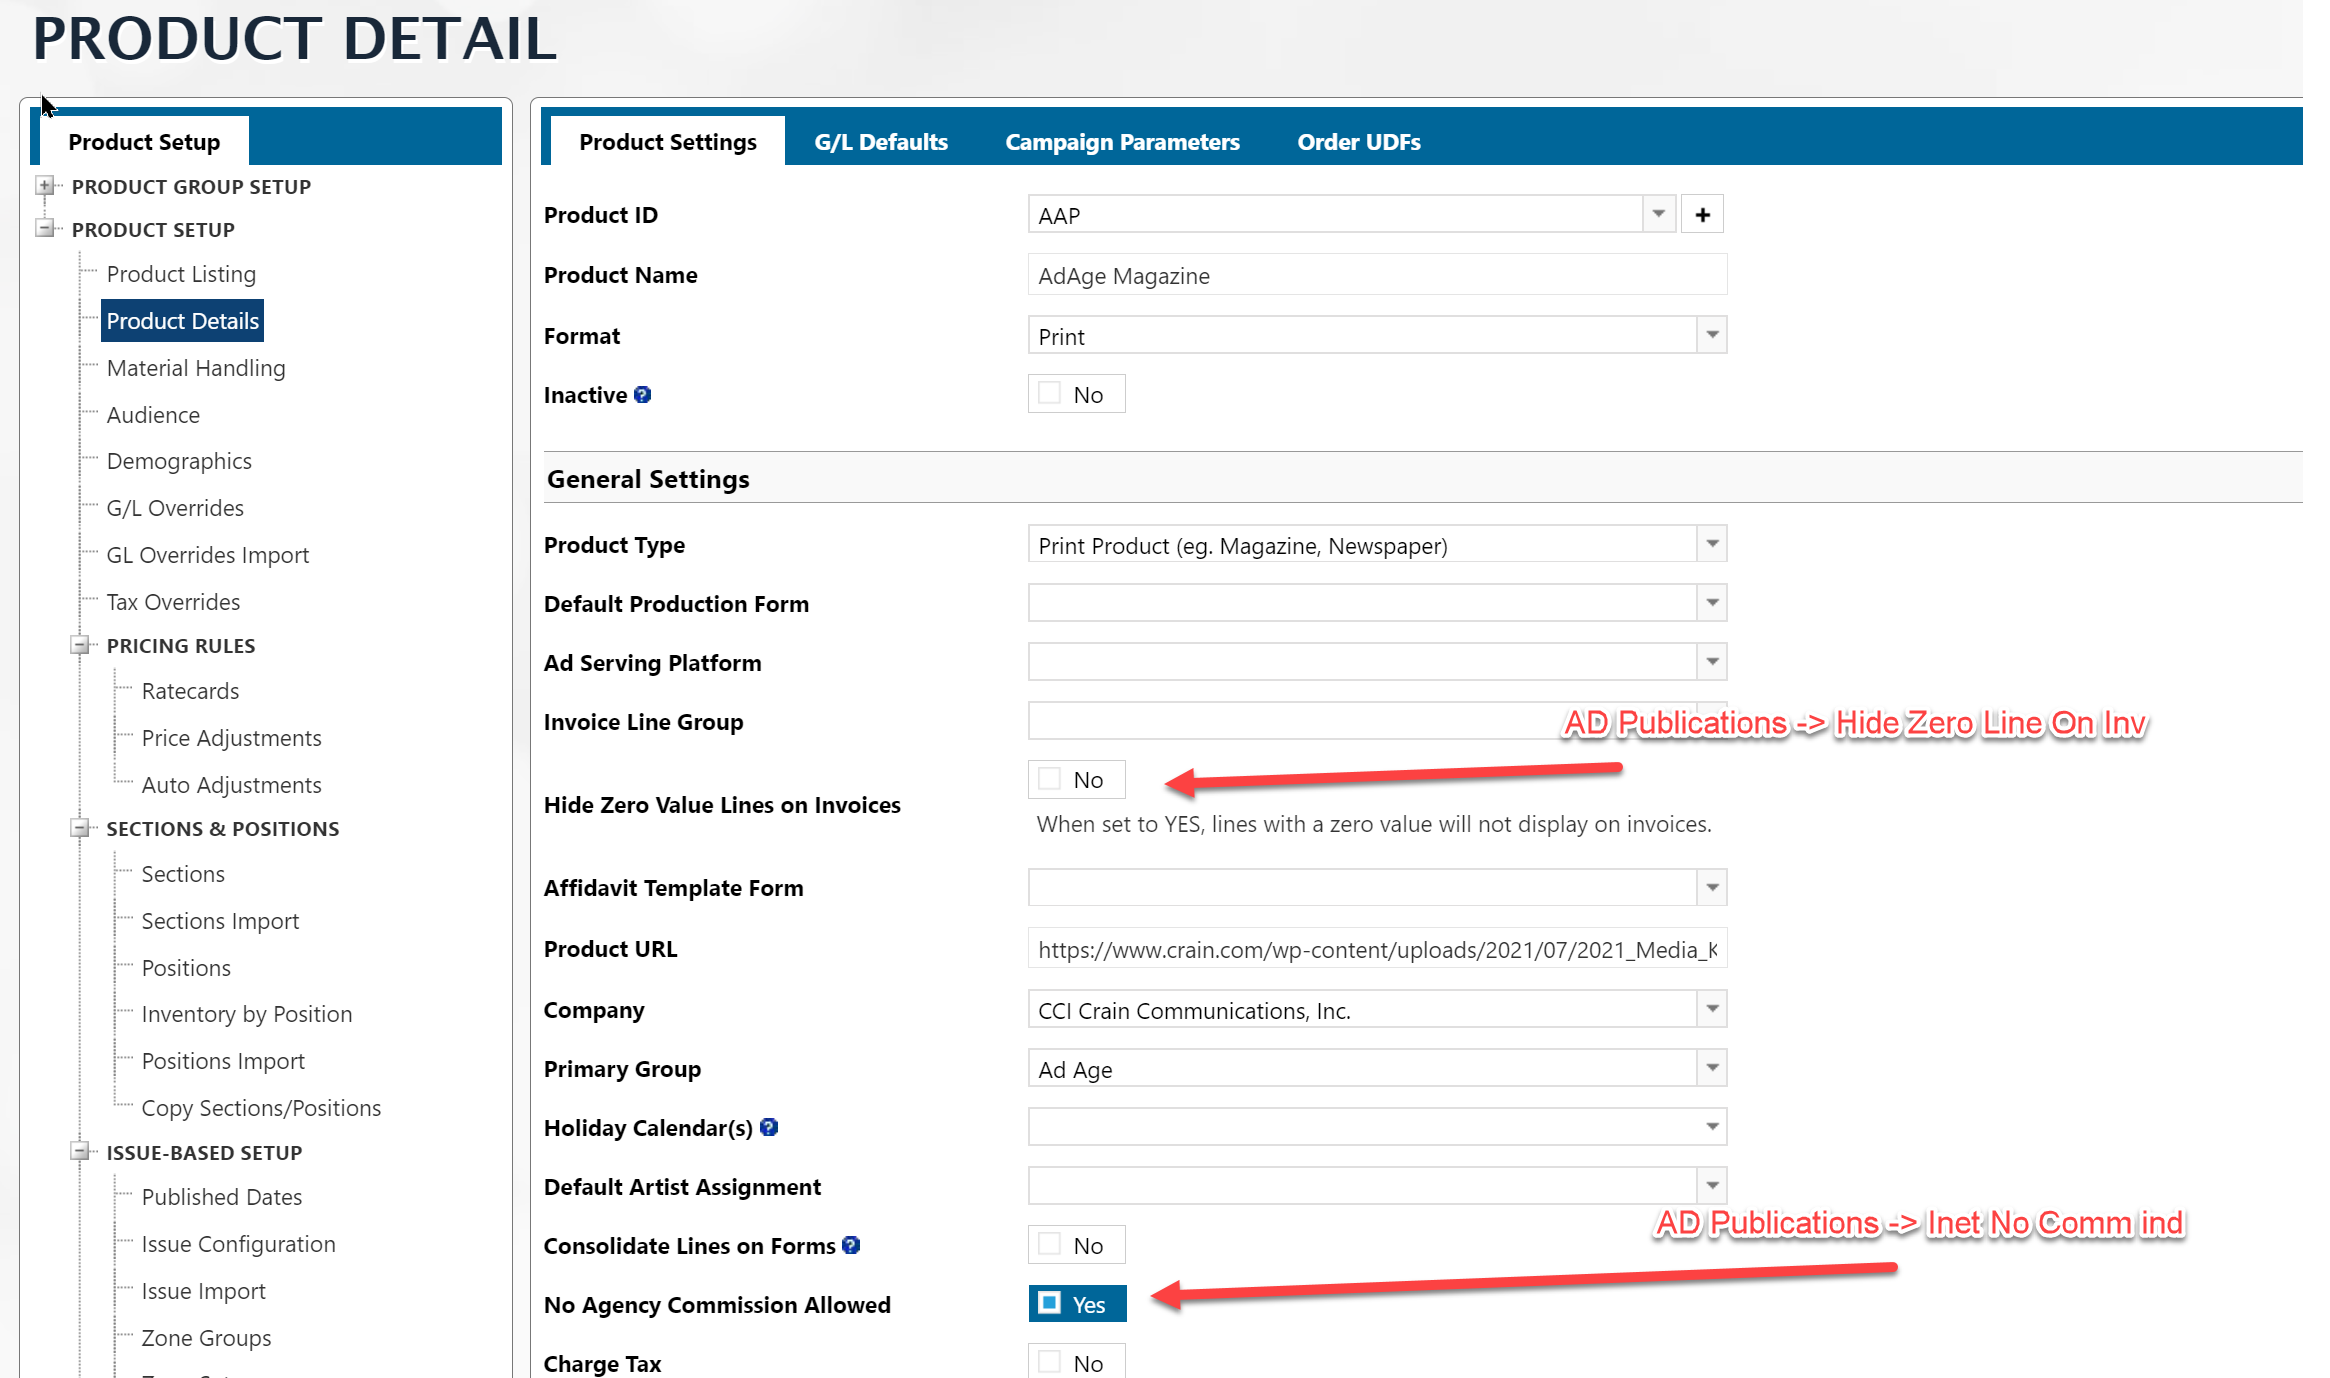 PRODUCT DETAIL
Product Setup
PRODUCT GROUP SETUP
PRODUCT SETUP
Product Listing
Product Details
Material Handling
Audience
Demographics
G/L Overrides
GL Overrides Import
Tax Overrides
PRICING RULES
Ratecards
Price Adjustments
Auto Adjustments
SECTIONS & POSITIONS
Sections
Sections Import
Positions
Inventory by Position
Positions Import
Copy Sections/Positions
ISSUE-BASED SETUP
Published Dates
Issue Configuration
Issue Import
Zone Groups
Product Settings G/L Defaults Campaign Parameters Order UDFs
Product ID AAP +
Product Name AdAge Magazine
Format Print
Inactive ? No
General Settings
Product Type Print Product (eg. Magazine, Newspaper)
Default Production Form
Ad Serving Platform
Invoice Line Group
AD Publications -> Hide Zero Line On Inv
Hide Zero Value Lines on Invoices No
When set to YES, lines with a zero value will not display on invoices.
Affidavit Template Form
Product URL https://www.crain.com/wp-content/uploads/2021/07/2021_Media_K
Company CCI Crain Communications, Inc.
Primary Group Ad Age
Holiday Calendar(s) ?
Default Artist Assignment
AD Publications -> Inet No Comm ind
Consolidate Lines on Forms ? No
No Agency Commission Allowed Yes
Charge Tax No